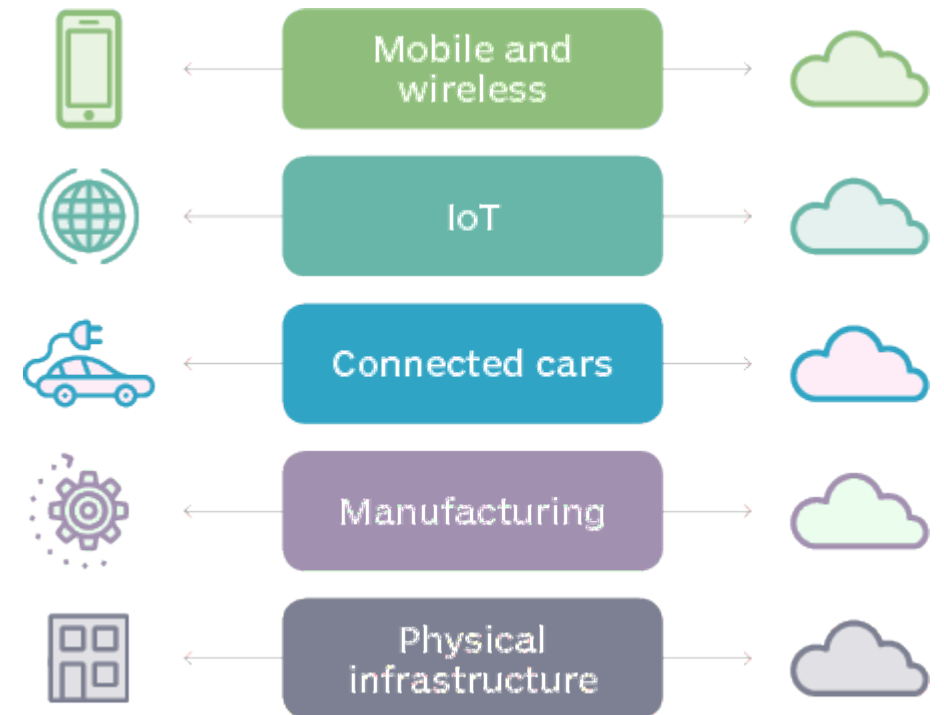 Mobile and
wireless
IoT
Connected cars
Manufacturing
Physical
infrastructure